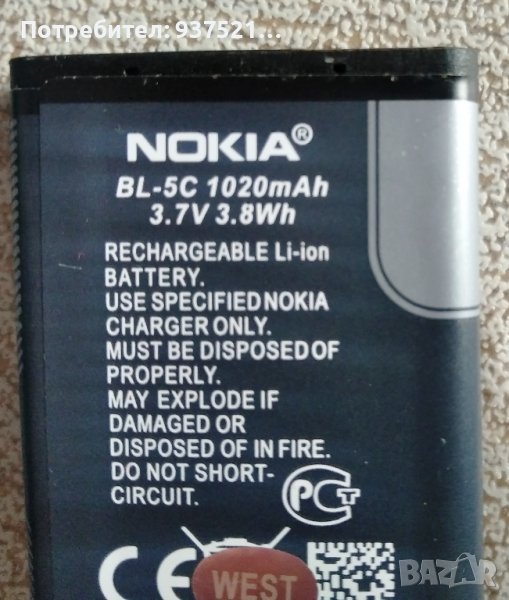 Потребител: 937521...
NOKIA®
BL-5C 1020mAh
3.7V 3.8Wh
RECHARGEABLE Li-ion
BATTERY.
USE SPECIFIED NOKIA
CHARGER ONLY.
MUST BE DISPOSED OF
PROPERLY.
MAY EXPLODE IF
DAMAGED OR
DISPOSED OF IN FIRE.
DO NOT SHORT-
CIRCUIT.
РСТ
CE
WEST
BAZAR